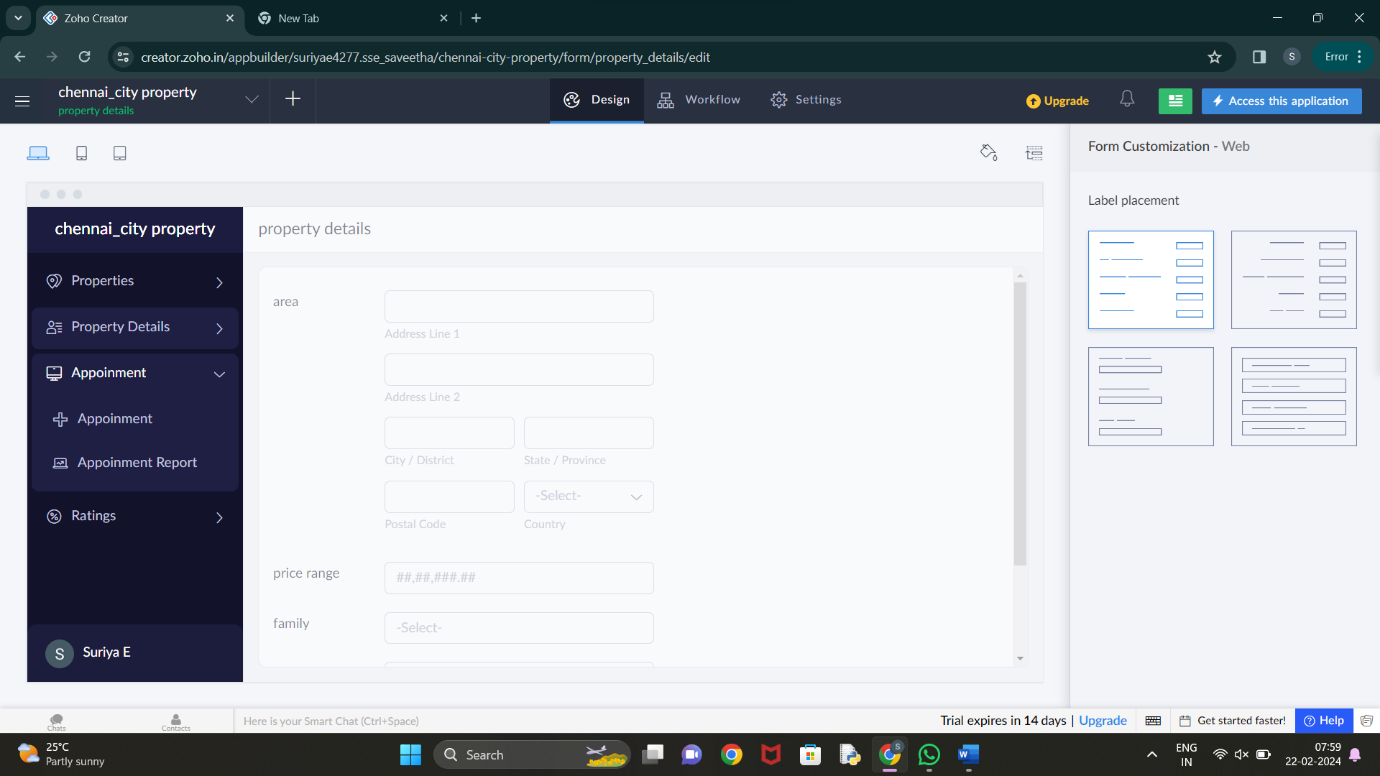 Zoho Creator
New Tab
creator.zoho.in/appbuilder/suriyae4277.sse_saveetha/chennai-city-property/form/property_details/edit
S
Error
chennai_city property
property details
Design
Workflow
Settings
Upgrade
Access this application
Form Customization - Web
Label placement
chennai_city property
Properties
Property Details
Appoinment
Appoinment
Appoinment Report
Ratings
S
Suriya E
property details
area
Address Line 1
Address Line 2
City / District
State / Province
-Select-
Postal Code
Country
price range
##,##,###.##
family
-Select-
Chats
Contacts
Here is your Smart Chat (Ctrl+Space)
Trial expires in 14 days | Upgrade
Get started faster!
Help
25°C
Partly sunny
Search
S
W
ENG
IN
07:59
22-02-2024